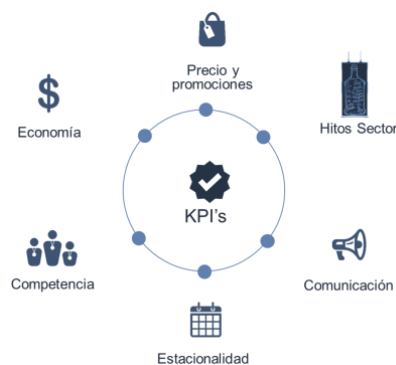 Precio y
promociones
Economía
Hitos Sector
KPI's
Competencia
Comunicación
Estacionalidad